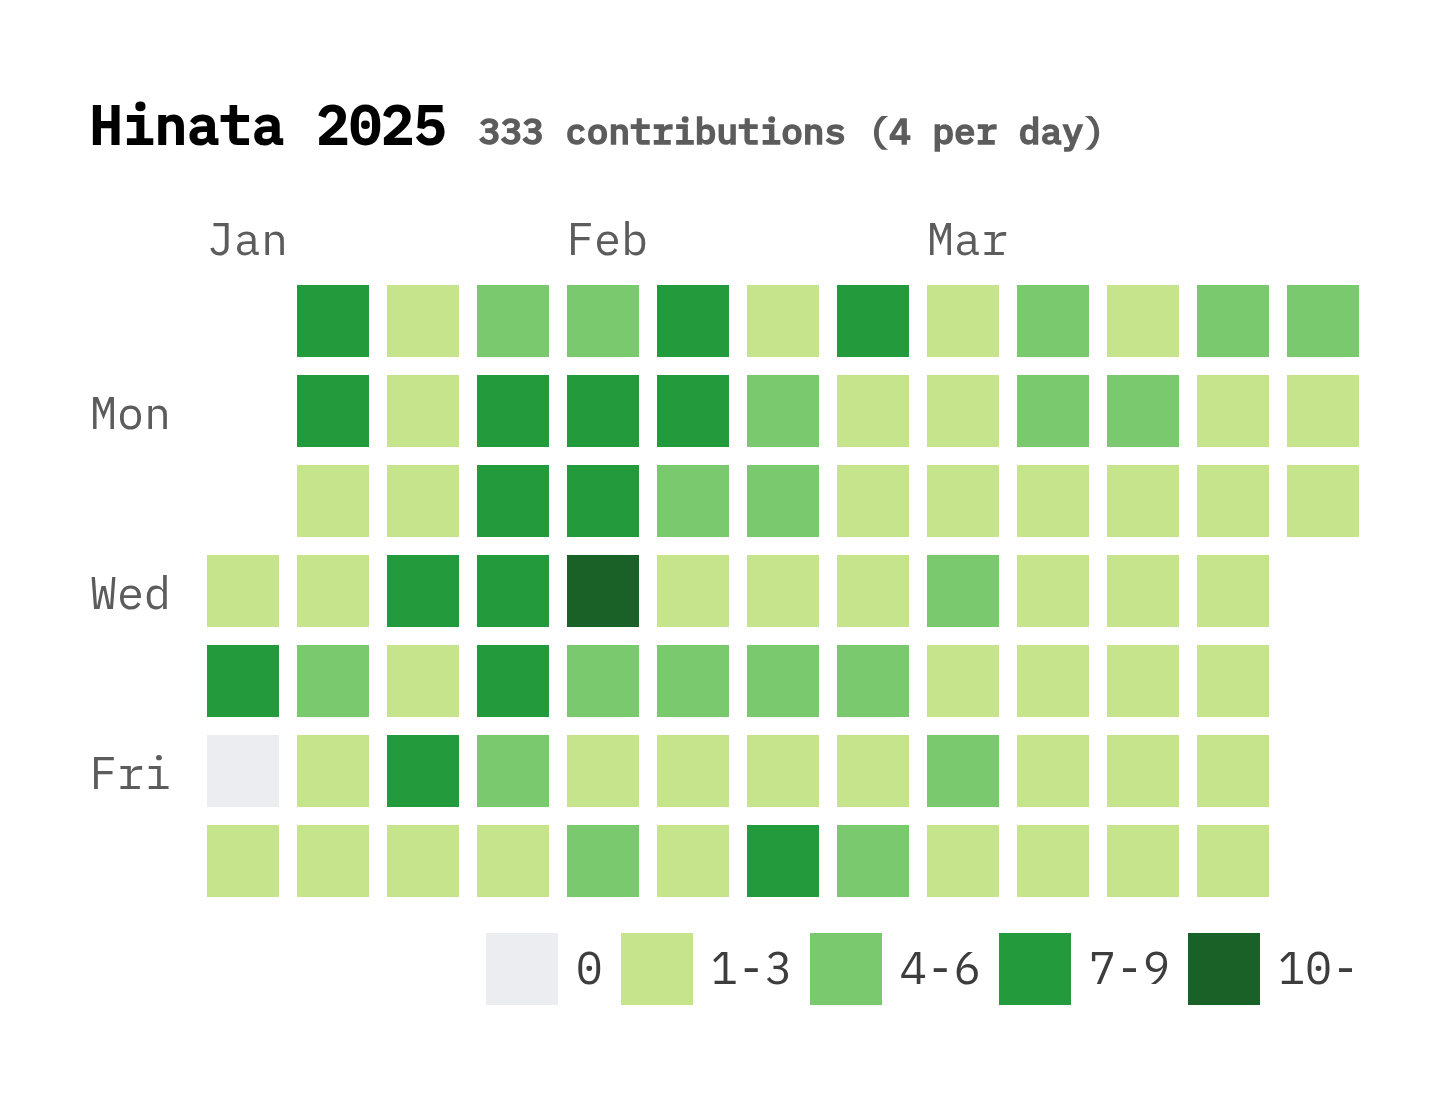 Hinata 2025 333 contributions (4 per day)
Jan Feb Mar
Mon
Wed
Fri
0 1-3 4-6 7-9 10-